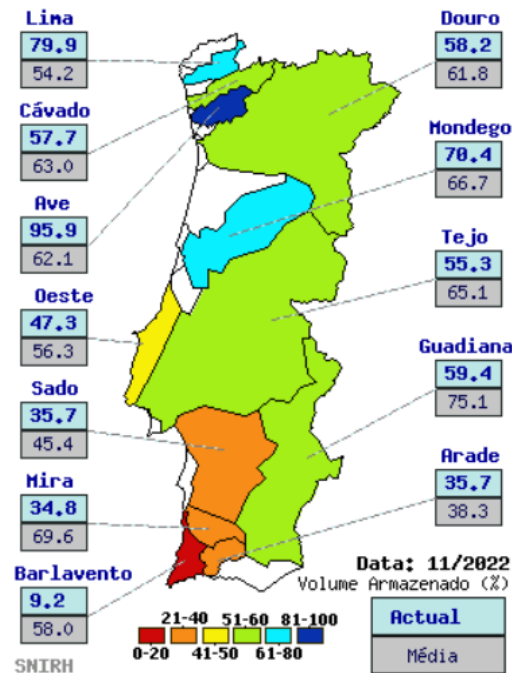 Lima
79.9
54.2
Cávado
57.7
63.0
Ave
95.9
62.1
Oeste
47.3
56.3
Sado
35.7
45.4
Mira
34.8
69.6
Barlavento
9.2
58.0
SNIRH
Douro
58.2
61.8
Mondego
70.4
66.7
Tejo
55.3
65.1
Guadiana
59.4
75.1
Arade
35.7
38.3
Data: 11/2022
Volume Armazenado (%)
21-40 51-60 81-100
0-20 41-50 61-80
Actual
Média